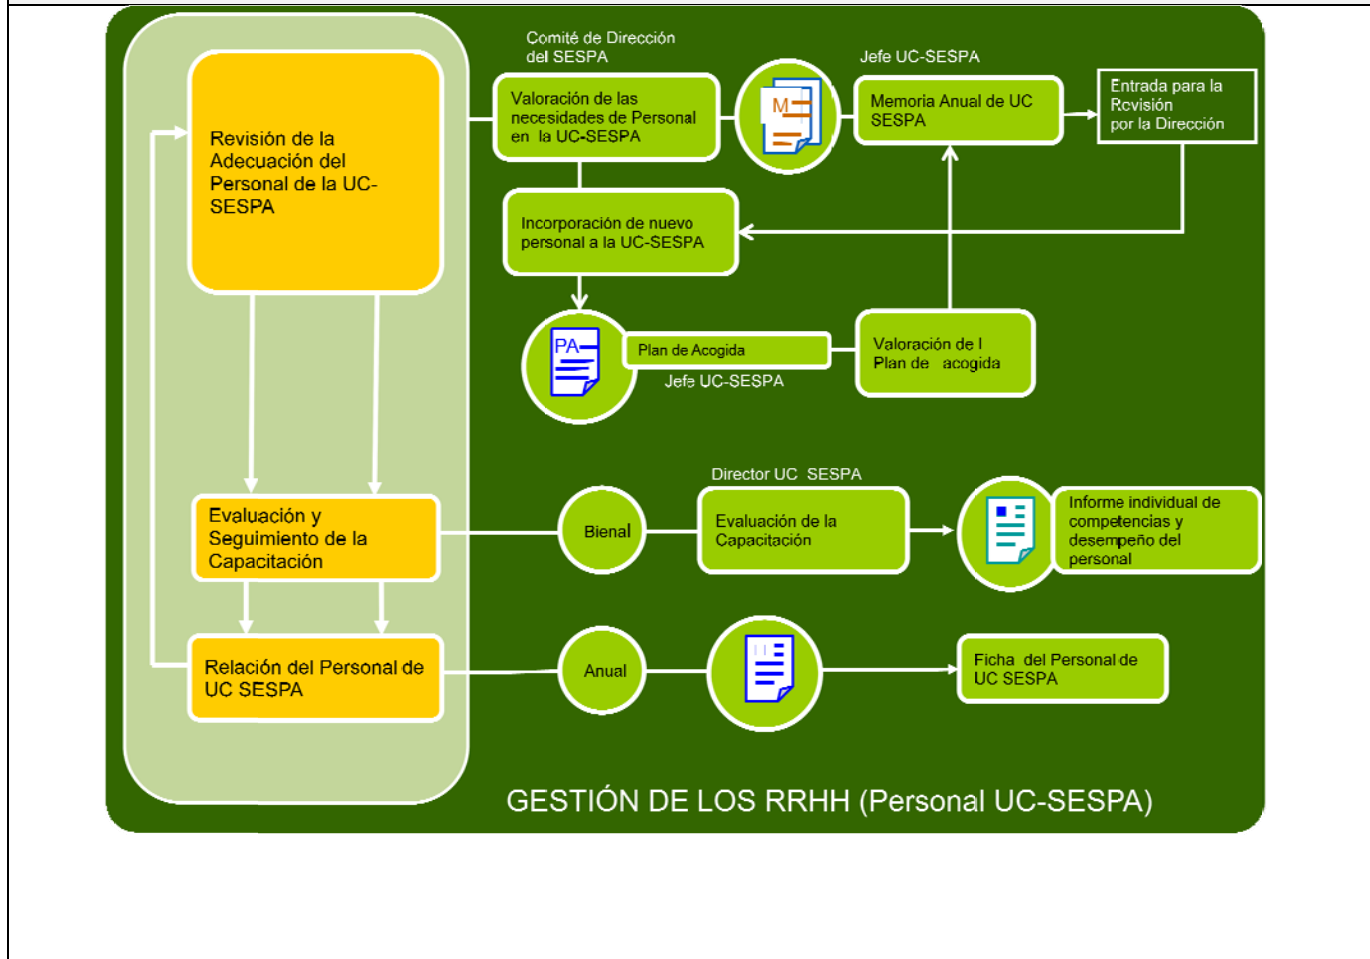 Comité de Dirección
del SESPA
Jefe UC-SESPA
Revisión de la
Adecuación del
Personal de la UC-
SESPA
Valoración de las
necesidades de Personal
en la UC-SESPA
M
Memoria Anual de UC
SESPA
Entrada para la
Revisión
por la Dirección
Incorporación de nuevo
personal a la UC-SESPA
PA
Plan de Acogida
Jefe UC-SESPA
Valoración de l
Plan de acogida
Director UC SESPA
Evaluación y
Seguimiento de la
Capacitación
Bienal
Evaluación de la
Capacitación
Informe individual de
competencias y
desempeño del
personal
Relación del Personal de
UC SESPA
Anual
Ficha del Personal de
UC SESPA
GESTIÓN DE LOS RRHH (Personal UC-SESPA)